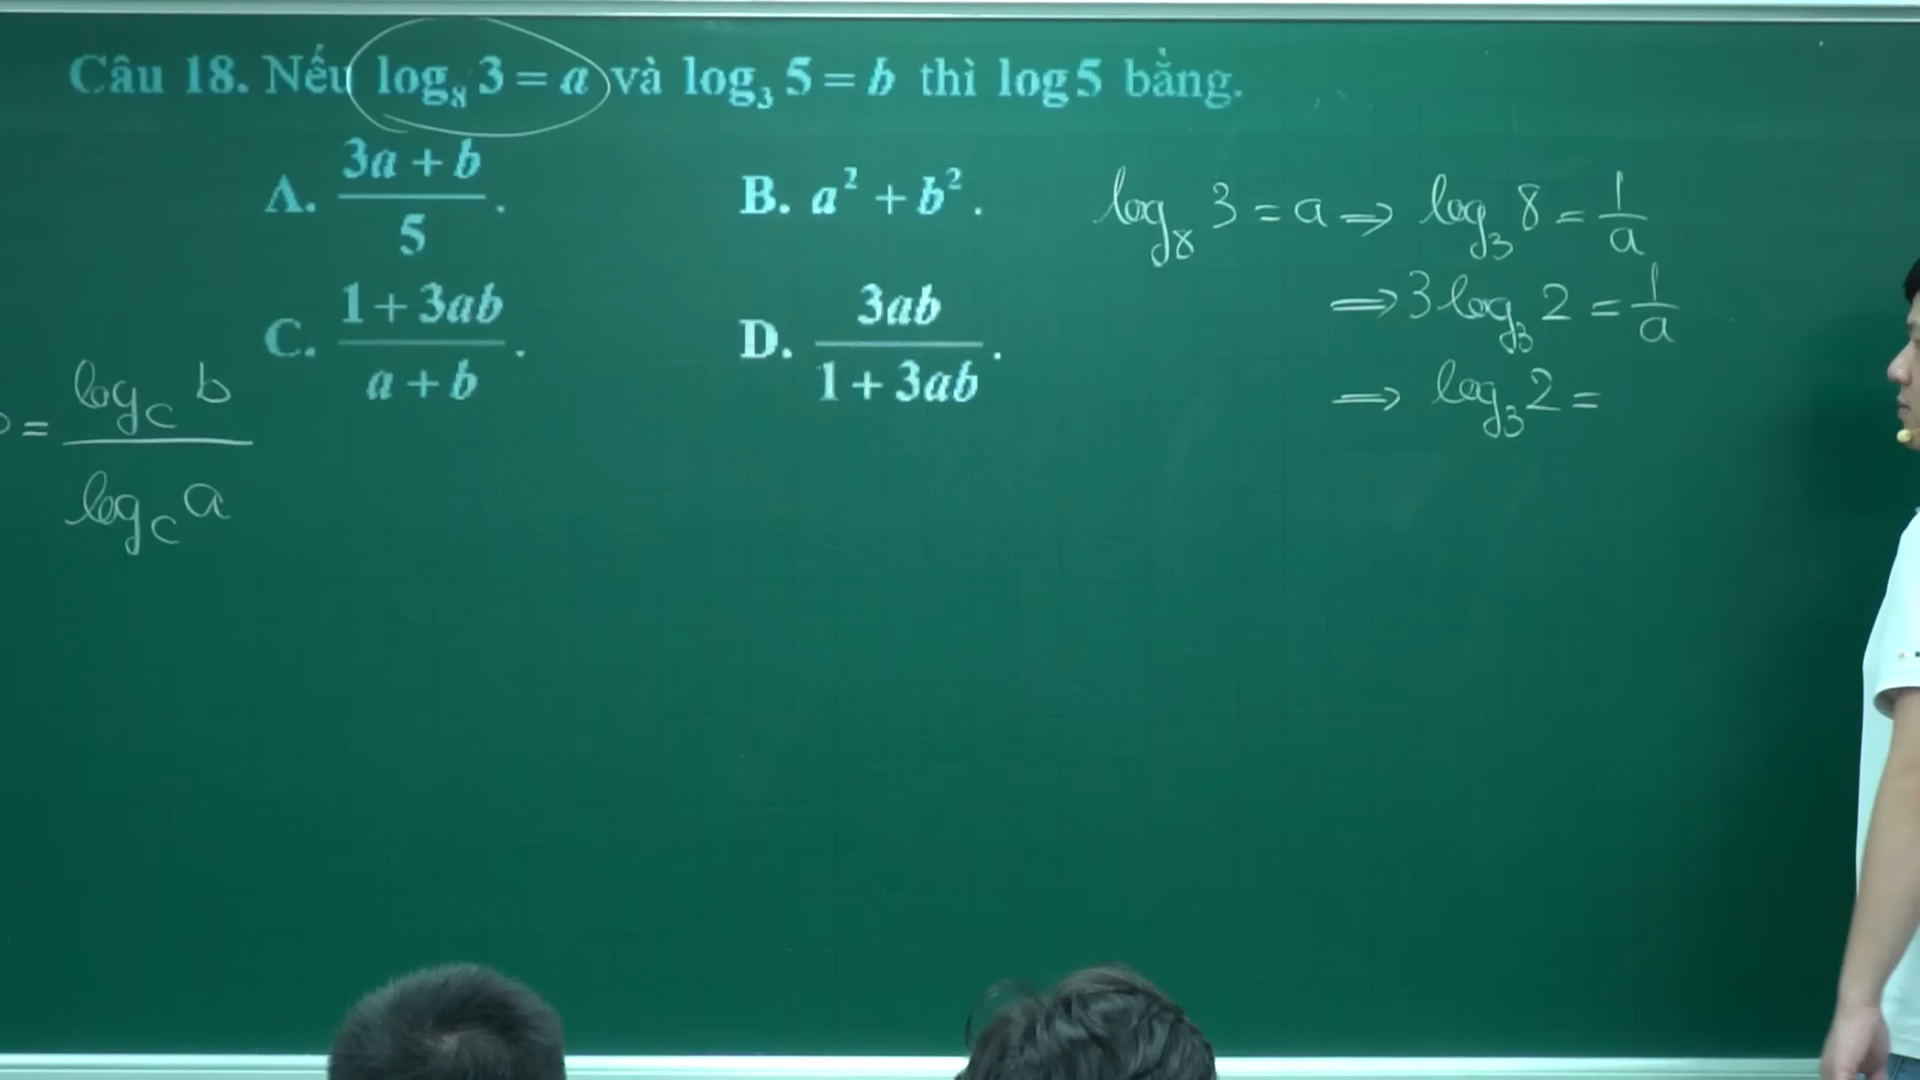 Câu 18. Nếu log₈ 3 = a và log₃ 5 = b thì log 5 bằng.
A. (3a + b)/5 .
B. a² + b² .
C. (1 + 3ab)/(a + b) .
D. 3ab/(1 + 3ab) .
log₈ 3 = a ⇒ log₃ 8 = 1/a
⇒ 3 log₃ 2 = 1/a
⇒ log₃ 2 =
= log_c b / log_c a